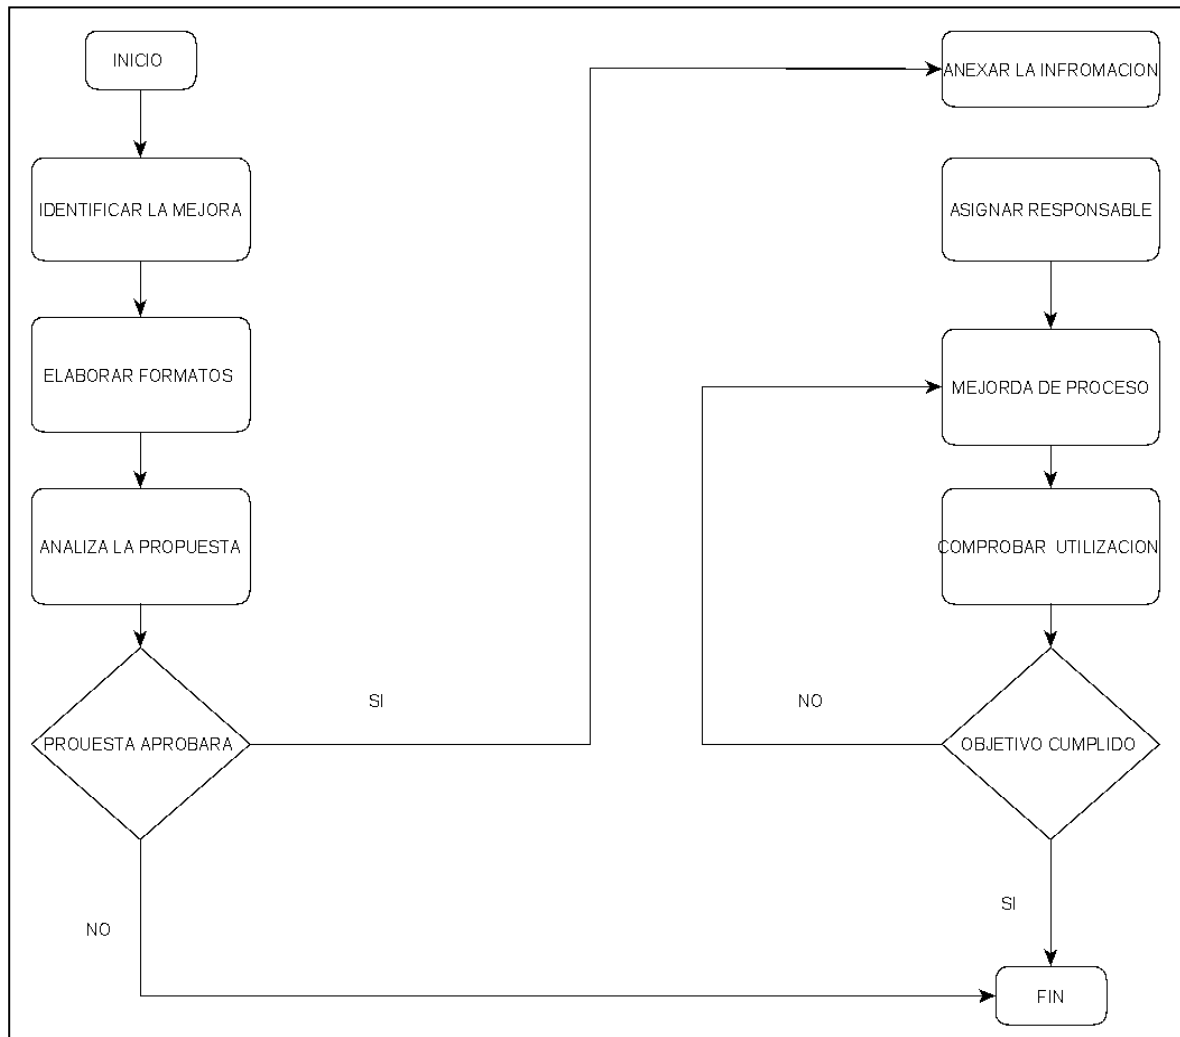 INICIO
IDENTIFICAR LA MEJORA
ELABORAR FORMATOS
ANALIZA LA PROPUESTA
PROUESTA APROBARA
SI
NO
ANEXAR LA INFROMACION
ASIGNAR RESPONSABLE
MEJORDA DE PROCESO
COMPROBAR UTILIZACION
OBJETIVO CUMPLIDO
NO
SI
FIN